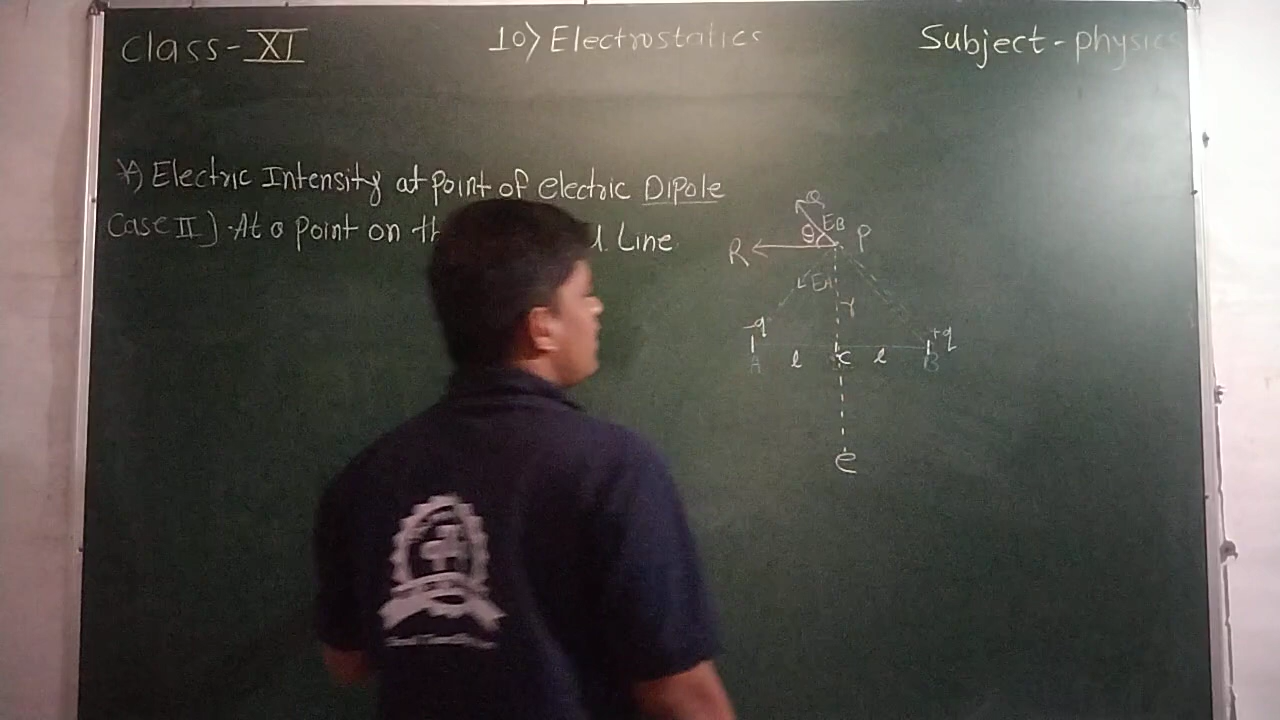 Class - XI
10) Electrostatics
Subject - physics
*) Electric Intensity at point of electric Dipole
Case II) At a point on th
Line
Q
EB
R
θ
P
EA
r
-q
+q
A
l
C
l
B
e